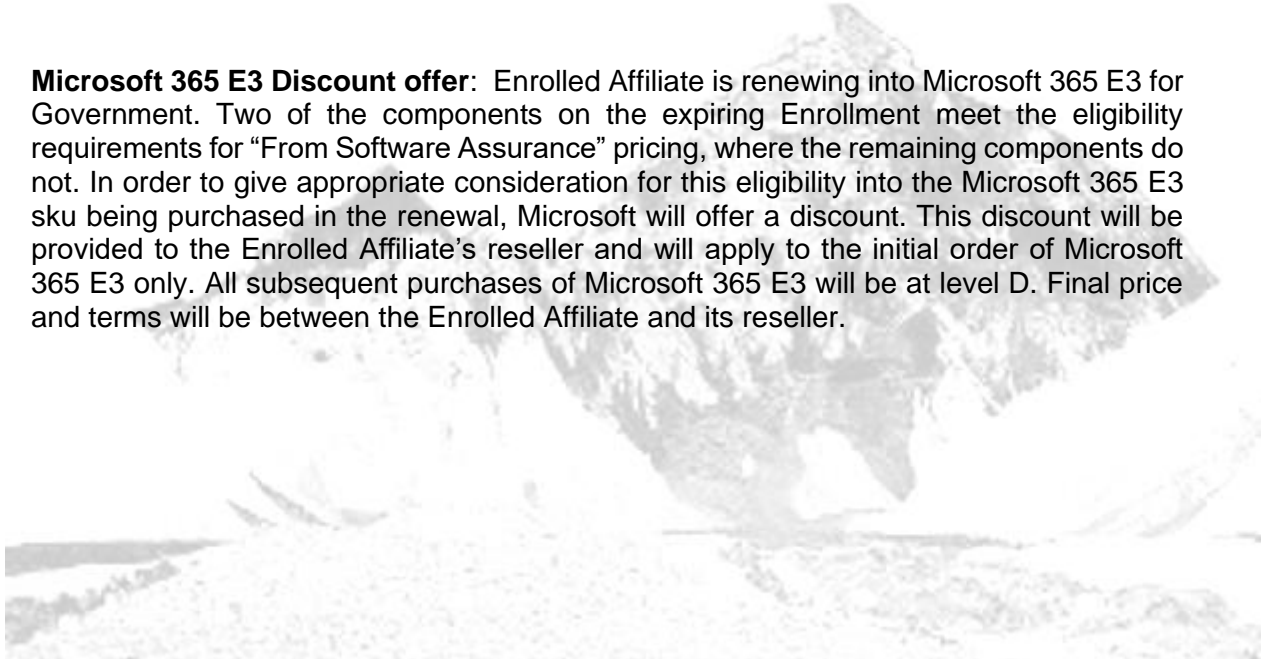 Microsoft 365 E3 Discount offer:  Enrolled Affiliate is renewing into Microsoft 365 E3 for
Government. Two of the components on the expiring Enrollment meet the eligibility
requirements for “From Software Assurance” pricing, where the remaining components do
not. In order to give appropriate consideration for this eligibility into the Microsoft 365 E3
sku being purchased in the renewal, Microsoft will offer a discount. This discount will be
provided to the Enrolled Affiliate’s reseller and will apply to the initial order of Microsoft
365 E3 only. All subsequent purchases of Microsoft 365 E3 will be at level D. Final price
and terms will be between the Enrolled Affiliate and its reseller.